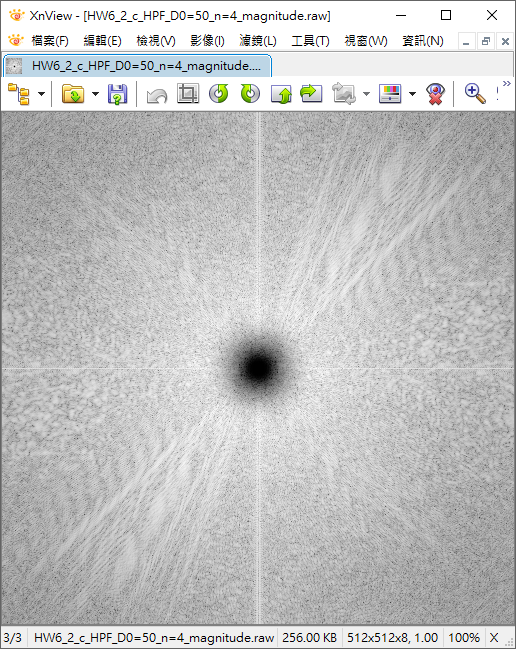 XnView - [HW6_2_c_HPF_D0=50_n=4_magnitude.raw]
檔案(F) 編輯(E) 檢視(V) 影像(I) 濾鏡(L) 工具(T) 視窗(W) 資訊(N)
HW6_2_c_HPF_D0=50_n=4_magnitude....
3/3 HW6_2_c_HPF_D0=50_n=4_magnitude.raw 256.00 KB 512x512x8, 1.00 100% X